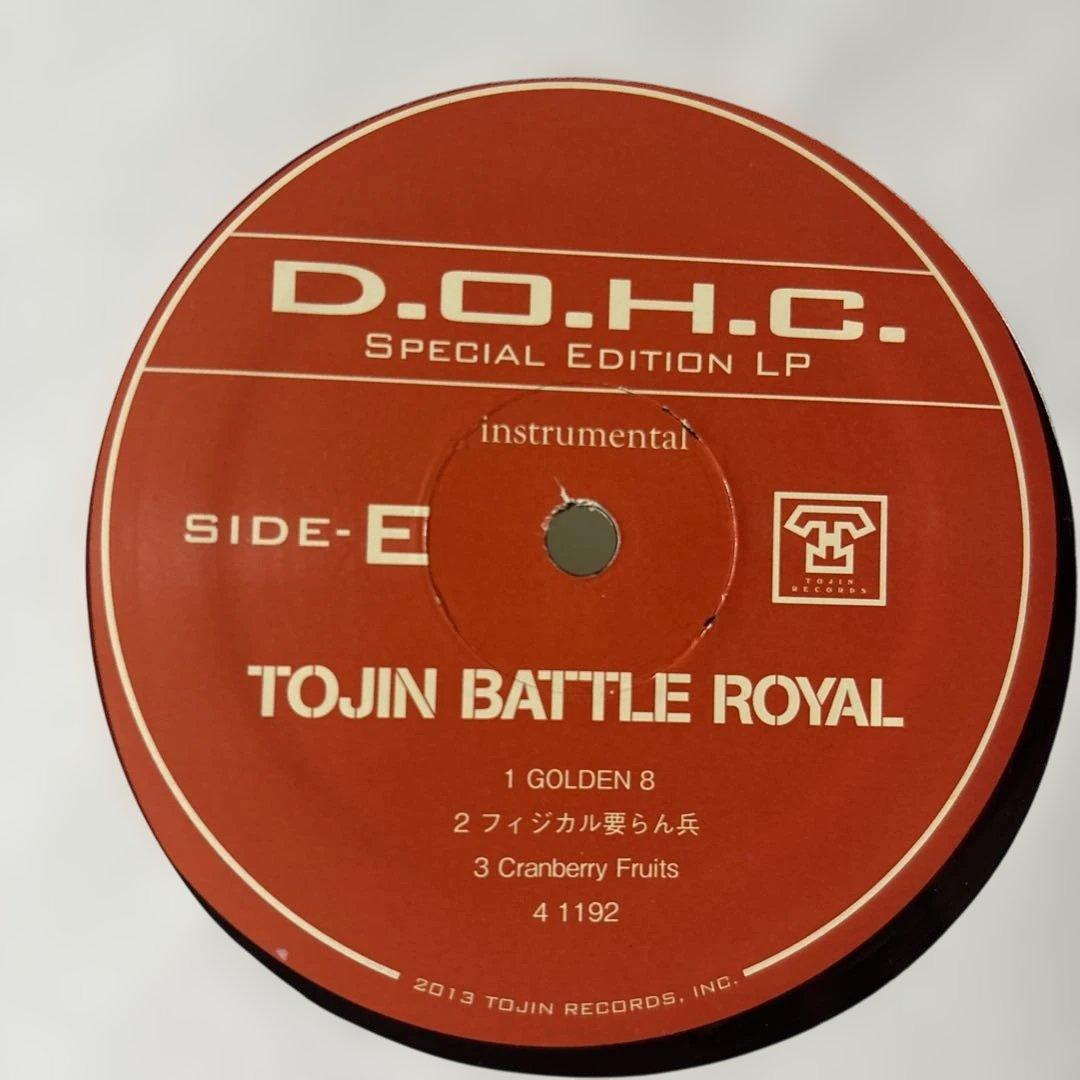 D.O.H.C.
SPECIAL EDITION LP
instrumental
SIDE-E
TOJIN
RECORDS
TOJIN BATTLE ROYAL
1 GOLDEN 8
2 フィジカル要らん兵
3 Cranberry Fruits
4 1192
2013 TOJIN RECORDS, INC.